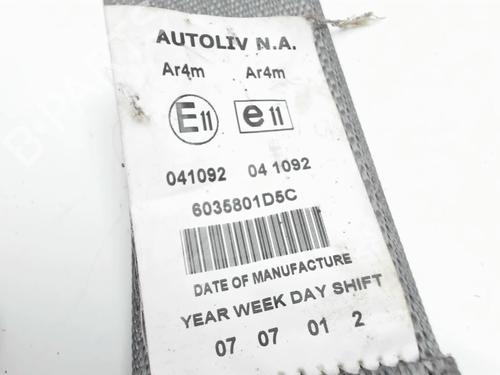 AUTOLIV N.A.
Ar4m Ar4m
E11 e11
041092 04 1092
6035801D5C
DATE OF MANUFACTURE
YEAR WEEK DAY SHIFT
07 07 01 2